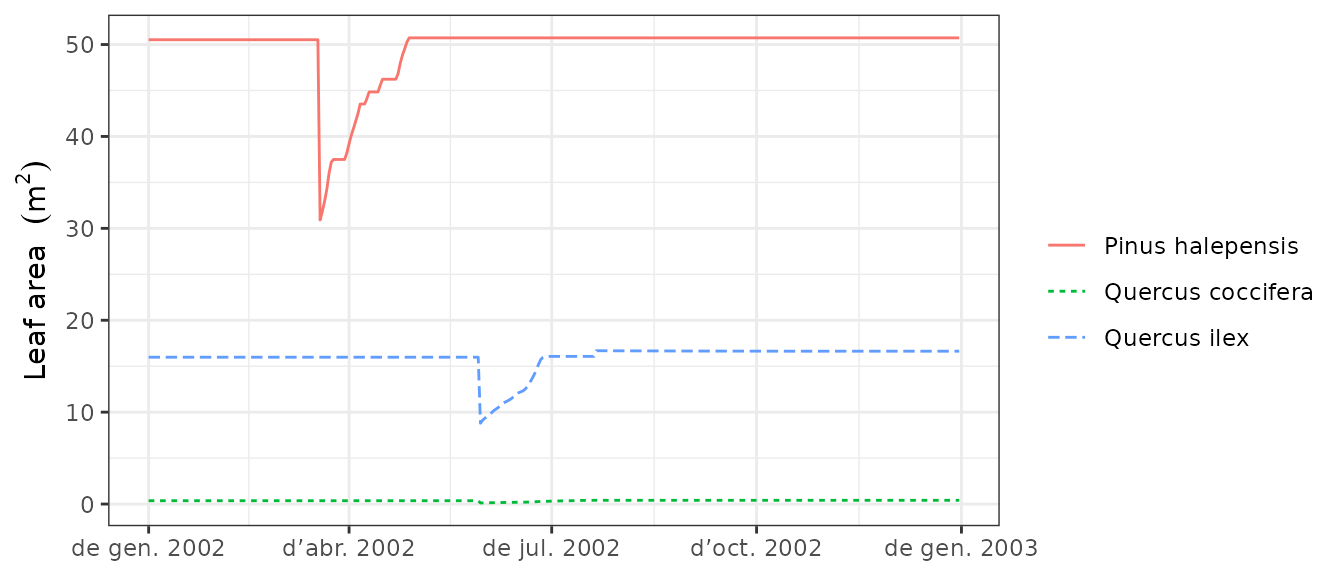 Leaf area (m²)
50
40
30
20
10
0
de gen. 2002
d’abr. 2002
de jul. 2002
d’oct. 2002
de gen. 2003
Pinus halepensis
Quercus coccifera
Quercus ilex